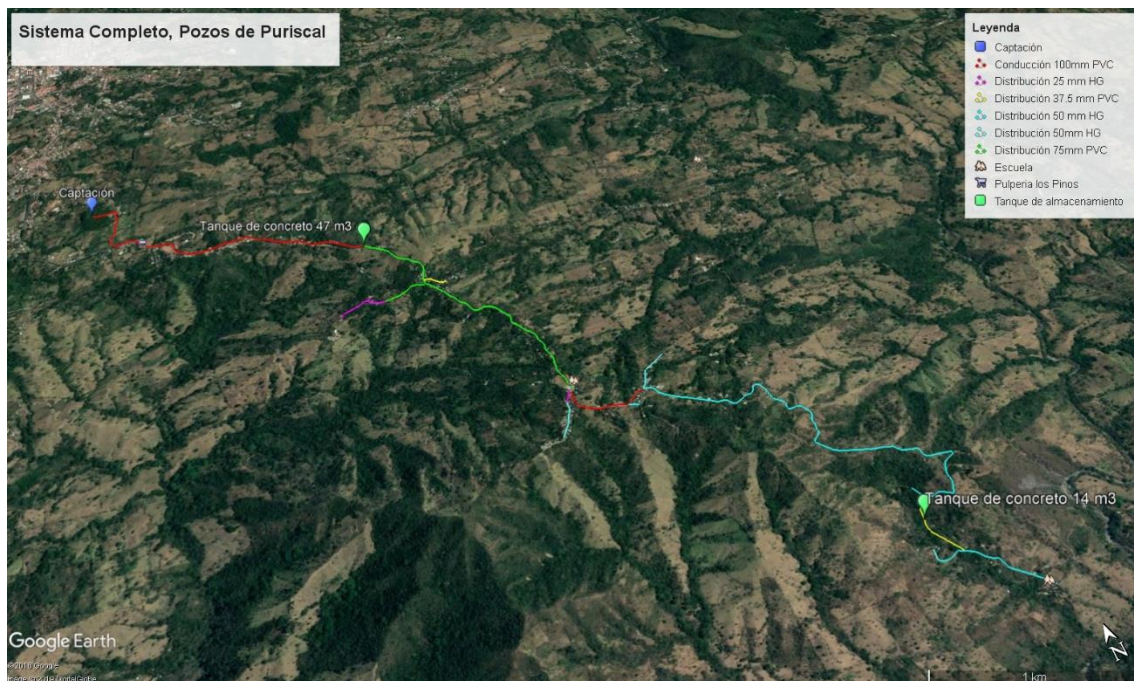 Sistema Completo, Pozos de Puriscal
Leyenda
Captación
Conducción 100mm PVC
Distribución 25 mm HG
Distribución 37.5 mm PVC
Distribución 50 mm HG
Distribución 50mm HG
Distribución 75mm PVC
Escuela
Pulperia los Pinos
Tanque de almacenamiento
Captación
Tanque de concreto 47 m3
Tanque de concreto 14 m3
Google Earth
N
1 km